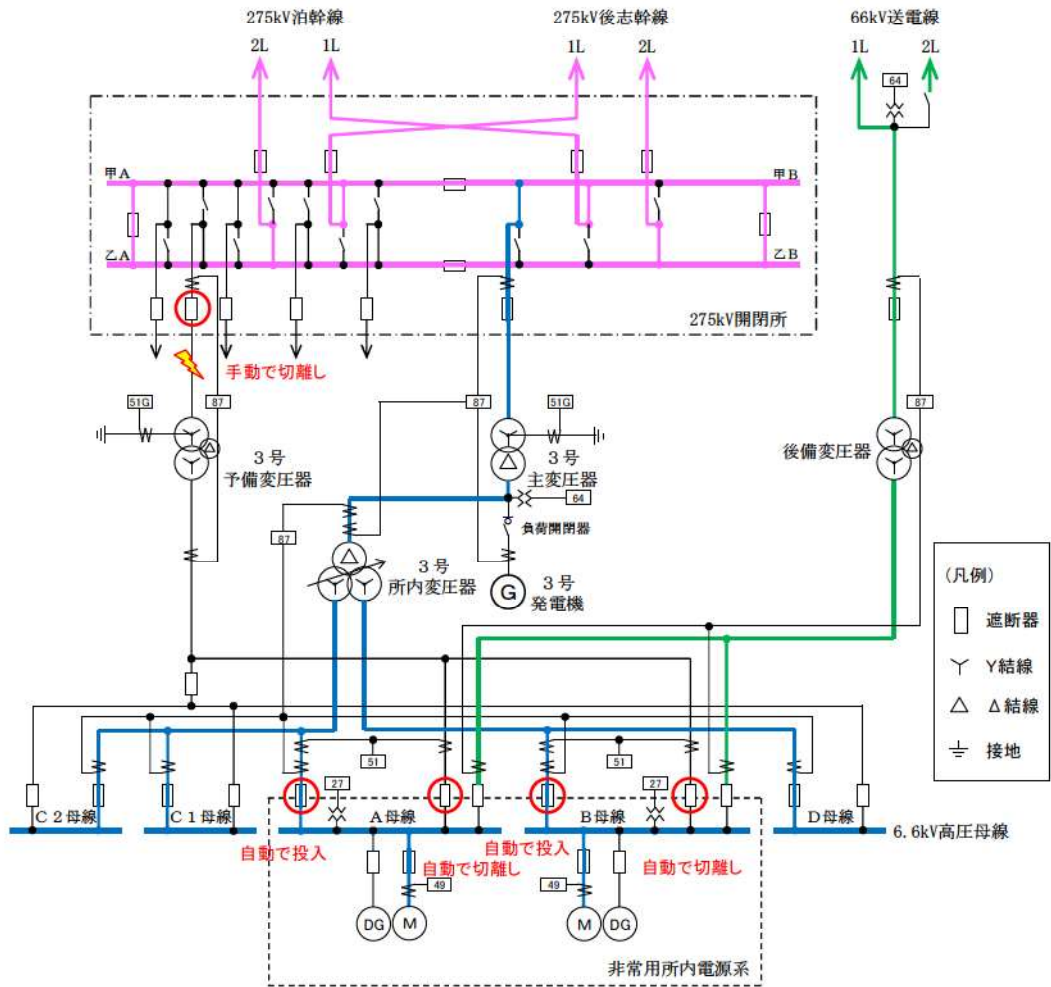 275kV泊幹線
275kV後志幹線
66kV送電線
2L
1L
1L
2L
1L
2L
64
甲A
甲B
乙A
乙B
275kV開閉所
手動で切離し
51G
87
87
51G
87
3号
予備変圧器
3号
主変圧器
後備変圧器
64
87
負荷開閉器
3号
所内変圧器
G
3号
発電機
(凡例)
遮断器
Y結線
Δ結線
接地
51
51
27
27
C2母線
C1母線
A母線
B母線
D母線
6.6kV高圧母線
自動で投入
自動で切離し
自動で投入
自動で切離し
49
49
DG
M
M
DG
非常用所内電源系